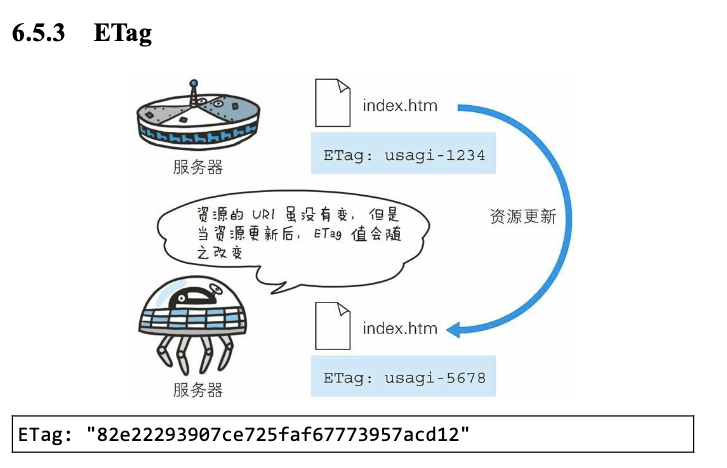 6.5.3 ETag
index.htm
ETag: usagi-1234
服务器
资源更新
资源的 URI 虽没有变，但是
当资源更新后，ETag 值会随
之改变
index.htm
ETag: usagi-5678
服务器
ETag: "82e22293907ce725faf67773957acd12"